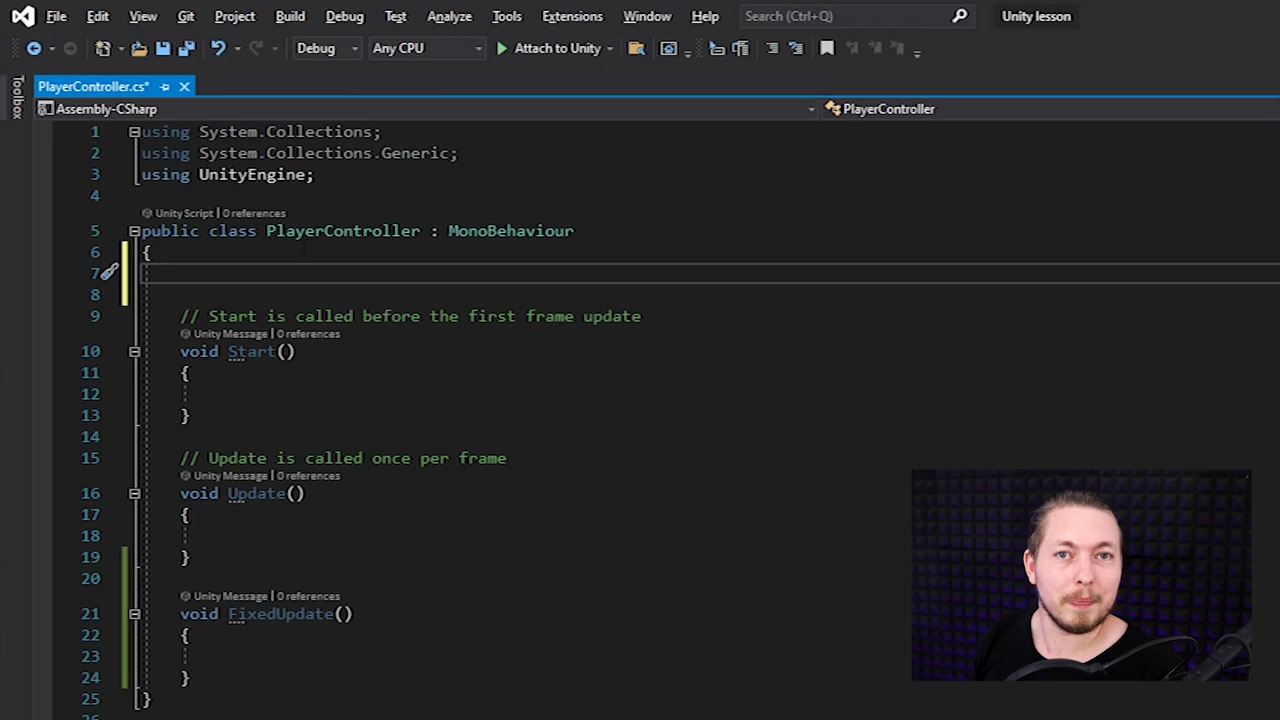 File Edit View Git Project Build Debug Test Analyze Tools Extensions Window Help Search (Ctrl+Q) Unity lesson
Debug Any CPU Attach to Unity
Toolbox
PlayerController.cs*
Assembly-CSharp PlayerController
1 using System.Collections;
2 using System.Collections.Generic;
3 using UnityEngine;
4
Unity Script | 0 references
5 public class PlayerController : MonoBehaviour
6 {
7
8
9 // Start is called before the first frame update
Unity Message | 0 references
10 void Start()
11 {
12
13 }
14
15 // Update is called once per frame
Unity Message | 0 references
16 void Update()
17 {
18
19 }
20
Unity Message | 0 references
21 void FixedUpdate()
22 {
23
24 }
25 }